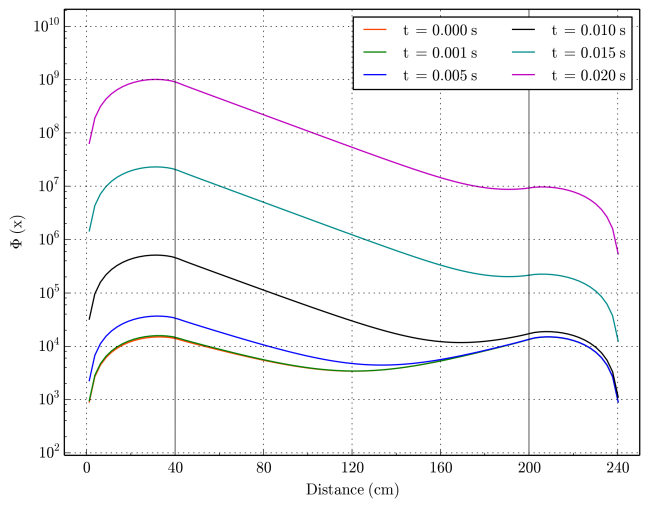 10^10
10^9
10^8
10^7
10^6
10^5
10^4
10^3
10^2
Φ (x)
t = 0.000 s
t = 0.001 s
t = 0.005 s
t = 0.010 s
t = 0.015 s
t = 0.020 s
0 40 80 120 160 200 240
Distance (cm)